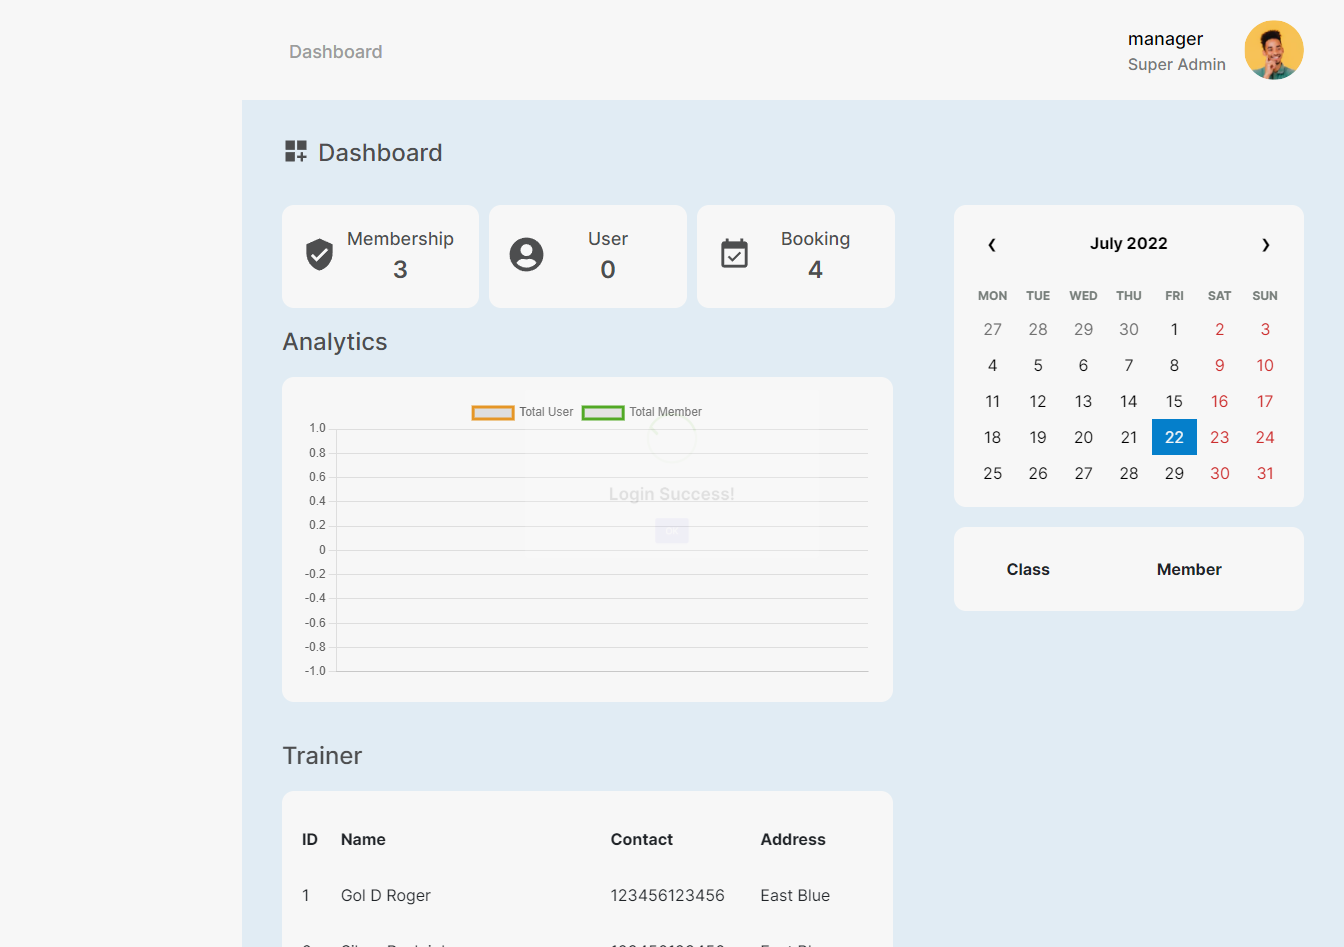 Dashboard
manager
Super Admin
Dashboard
Membership
3
User
0
Booking
4
Analytics
Total User
Total Member
1.0
0.8
0.6
0.4
0.2
0
-0.2
-0.4
-0.6
-0.8
-1.0
Login Success!
July 2022
MON TUE WED THU FRI SAT SUN
27 28 29 30 1 2 3
4 5 6 7 8 9 10
11 12 13 14 15 16 17
18 19 20 21 22 23 24
25 26 27 28 29 30 31
Class Member
Trainer
ID Name Contact Address
1 Gol D Roger 123456123456 East Blue